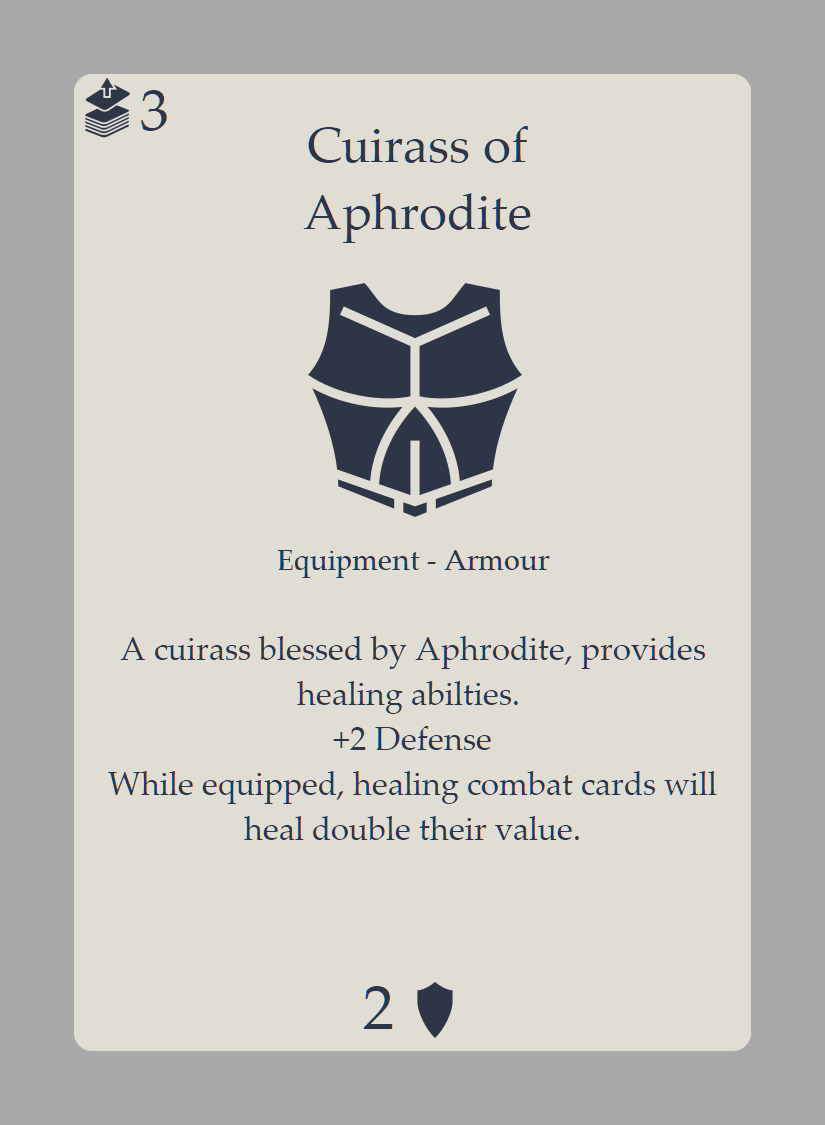 3
Cuirass of
Aphrodite
Equipment - Armour
A cuirass blessed by Aphrodite, provides
healing abilties.
+2 Defense
While equipped, healing combat cards will
heal double their value.
2